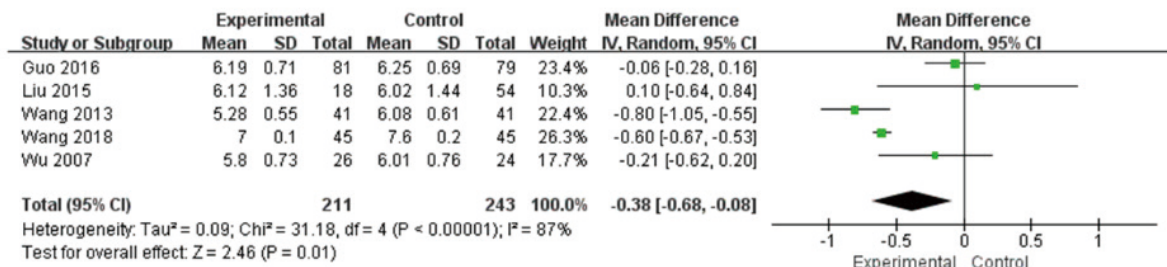 Experimental Control Mean Difference Mean Difference
Study or Subgroup Mean SD Total Mean SD Total Weight IV, Random, 95% CI IV, Random, 95% CI
Guo 2016 6.19 0.71 81 6.25 0.69 79 23.4% -0.06 [-0.28, 0.16]
Liu 2015 6.12 1.36 18 6.02 1.44 54 10.3% 0.10 [-0.64, 0.84]
Wang 2013 5.28 0.55 41 6.08 0.61 41 22.4% -0.80 [-1.05, -0.55]
Wang 2018 7 0.1 45 7.6 0.2 45 26.3% -0.60 [-0.67, -0.53]
Wu 2007 5.8 0.73 26 6.01 0.76 24 17.7% -0.21 [-0.62, 0.20]
Total (95% CI) 211 243 100.0% -0.38 [-0.68, -0.08]
Heterogeneity: Tau² = 0.09; Chi² = 31.18, df = 4 (P < 0.00001); I² = 87%
Test for overall effect: Z = 2.46 (P = 0.01)
-1 -0.5 0 0.5 1
Experimental Control